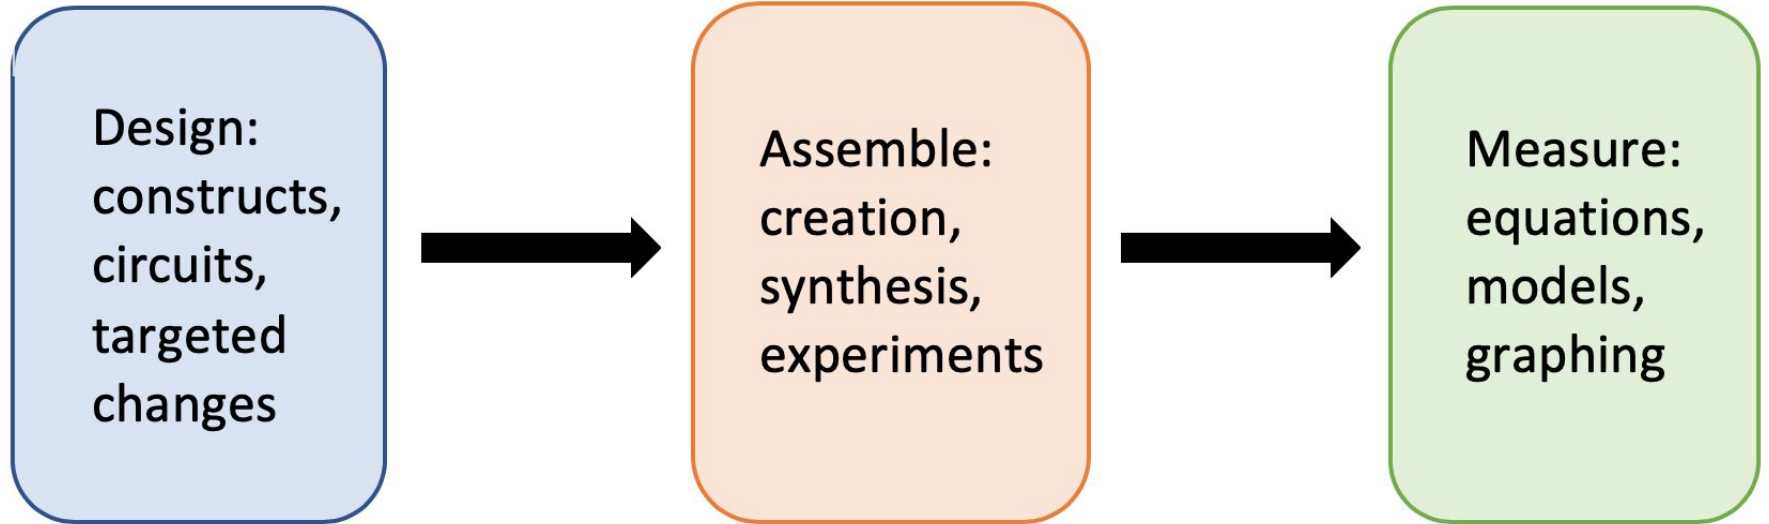 Design:
constructs,
circuits,
targeted
changes
Assemble:
creation,
synthesis,
experiments
Measure:
equations,
models,
graphing